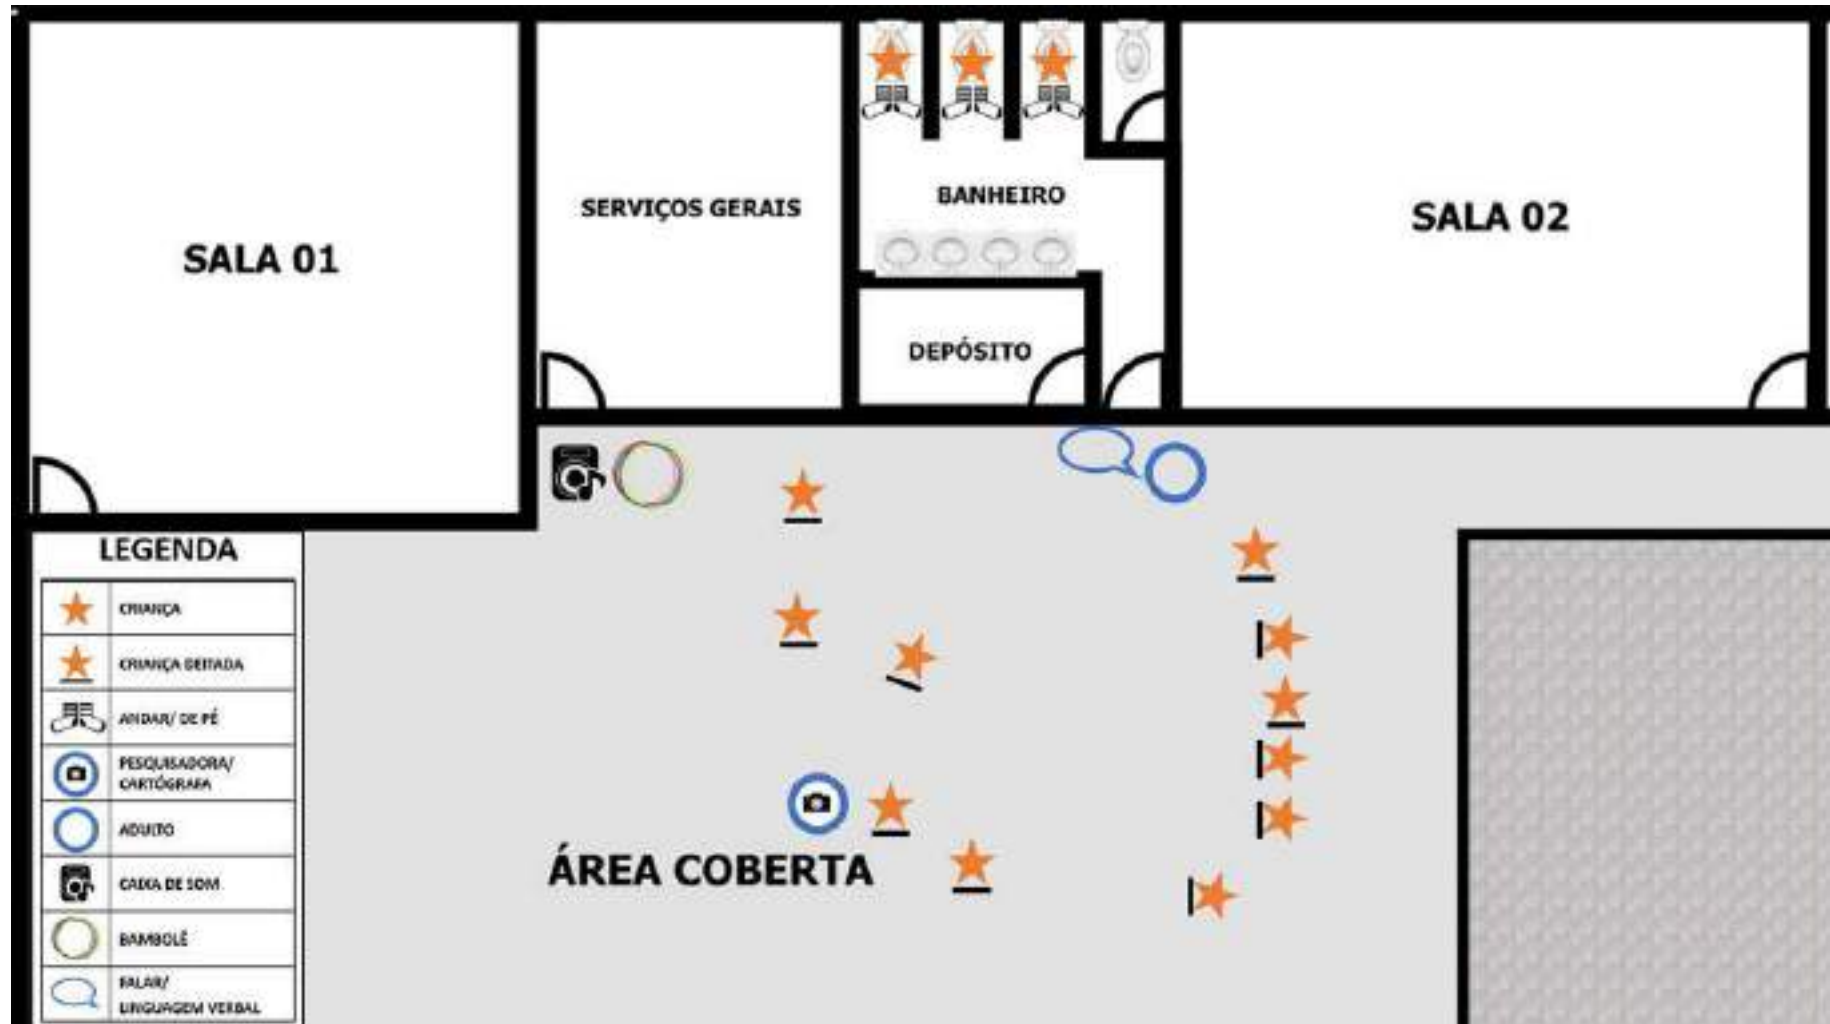 SALA 01
SERVIÇOS GERAIS
BANHEIRO
DEPÓSITO
SALA 02
ÁREA COBERTA
LEGENDA
CRIANÇA
CRIANÇA DEITADA
ANDAR/ DE PÉ
PESQUISADORA/
CARTÓGRAFA
ADULTO
CAIXA DE SOM
BAMBOLÊ
FALAR/
LINGUAGEM VERBAL